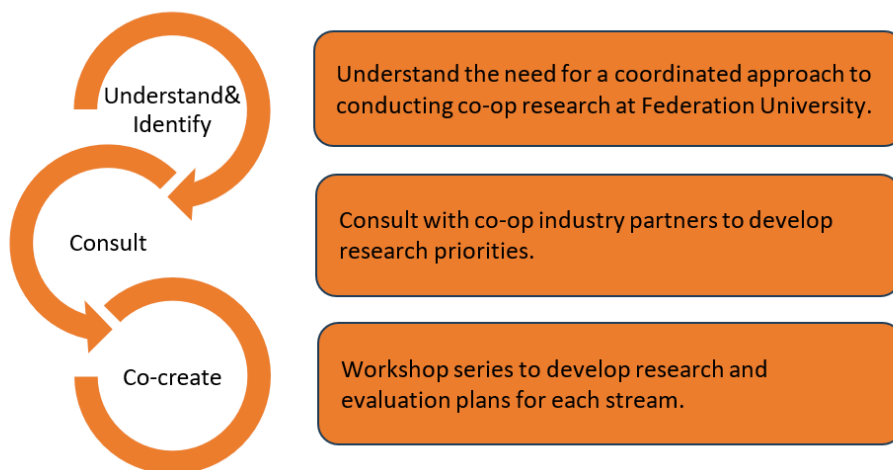 Understand&
Identify
Understand the need for a coordinated approach to
conducting co-op research at Federation University.
Consult
Consult with co-op industry partners to develop
research priorities.
Co-create
Workshop series to develop research and
evaluation plans for each stream.